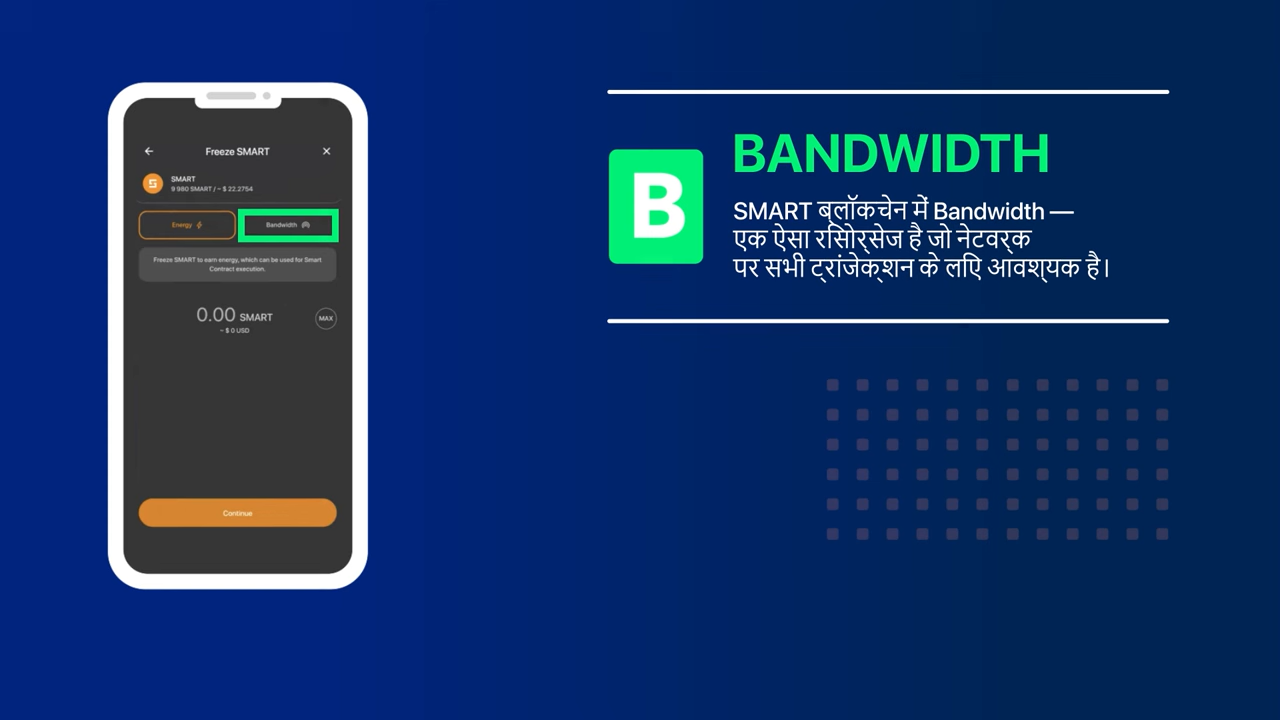 Freeze SMART
SMART
9 980 SMART / ~ $ 22.2754
Energy
Bandwidth
Freeze SMART to earn energy, which can be used for Smart
Contract execution.
0.00 SMART
MAX
~ $ 0 USD
Continue
B
BANDWIDTH
SMART ब्लॉकचेन में Bandwidth —
एक ऐसा रिसोर्सेज है जो नेटवर्क
पर सभी ट्रांजेक्शन के लिए आवश्यक है।